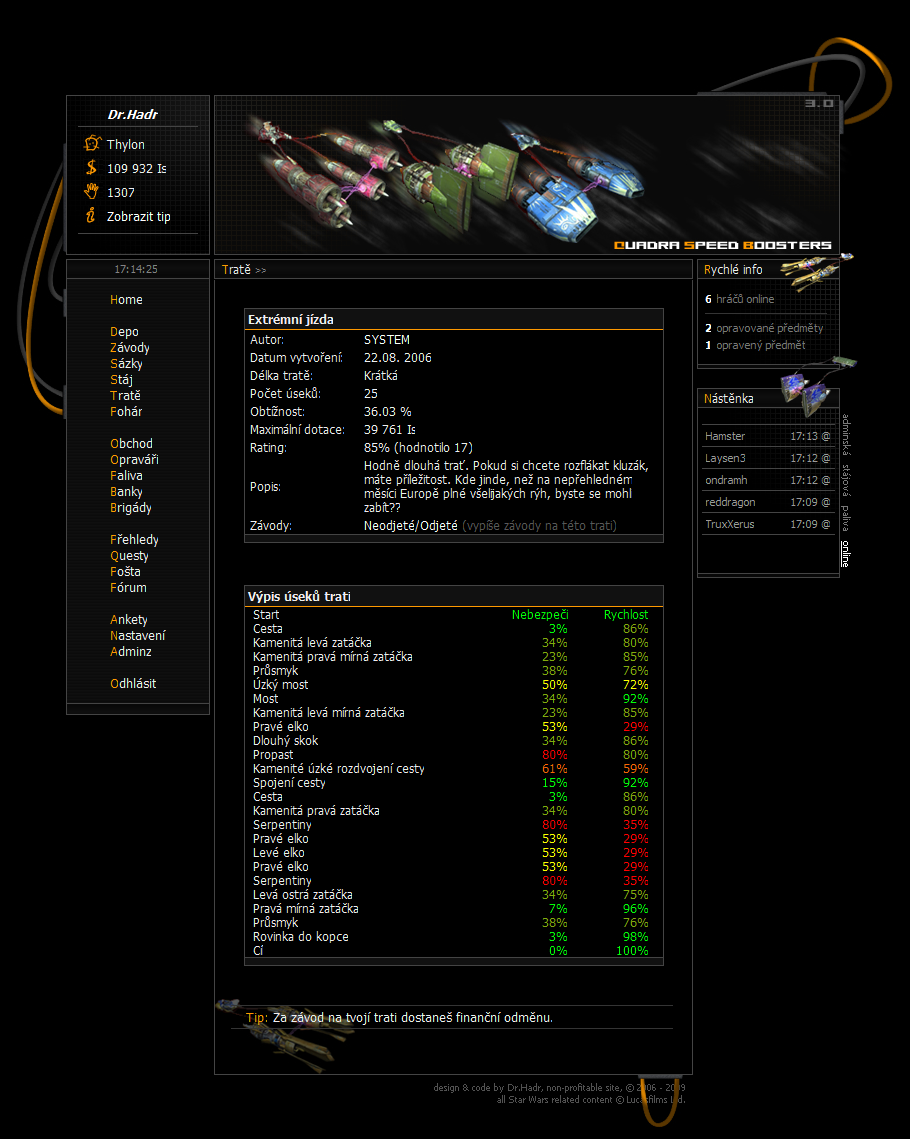 Dr.Hadr
Thylon
109 932 Is
1307
Zobrazit tip
3.0
Quadra Speed Boosters
17:14:25
Home
Depo
Závody
Sázky
Stáj
Tratě
Fohár
Obchod
Opraváři
Faliva
Banky
Brigády
Fřehledy
Questy
Fošta
Fórum
Ankety
Nastavení
Adminz
Odhlásit
Tratě >>
Extrémní jízda
Autor: SYSTEM
Datum vytvoření: 22.08. 2006
Délka tratě: Krátká
Počet úseků: 25
Obtížnost: 36.03 %
Maximální dotace: 39 761 Is
Rating: 85% (hodnotilo 17)
Popis: Hodně dlouhá trať. Pokud si chcete rozflákat kluzák,
máte příležitost. Kde jinde, než na nepřehledném
měsíci Europě plné všelijakých rýh, byste se mohl
zabít??
Závody: Neodjeté/Odjeté (vypíše závody na této trati)
Výpis úseků trati
Start Nebezpečí Rychlost
Cesta 3% 86%
Kamenitá levá zatáčka 34% 80%
Kamenitá pravá mírná zatáčka 23% 85%
Průsmyk 38% 76%
Úzký most 50% 72%
Most 34% 92%
Kamenitá levá mírná zatáčka 23% 85%
Pravé elko 53% 29%
Dlouhý skok 34% 86%
Propast 80% 80%
Kamenité úzké rozdvojení cesty 61% 59%
Spojení cesty 15% 92%
Cesta 3% 86%
Kamenitá pravá zatáčka 34% 80%
Serpentiny 80% 35%
Pravé elko 53% 29%
Levé elko 53% 29%
Pravé elko 53% 29%
Serpentiny 80% 35%
Levá ostrá zatáčka 34% 75%
Pravá mírná zatáčka 7% 96%
Průsmyk 38% 76%
Rovinka do kopce 3% 98%
Cí 0% 100%
Tip: Za závod na tvojí trati dostaneš finanční odměnu.
Rychlé info
6 hráčů online
2 opravované předměty
1 opravený předmět
Nástěnka
Hamster 17:13 @
Laysen3 17:12 @
ondramh 17:12 @
reddragon 17:09 @
TruxXerus 17:09 @
adminská stájová paliva online
design & code by Dr.Hadr, non-profitable site, © 2006 - 2009
all Star Wars related content © Lucasfilms Ltd.